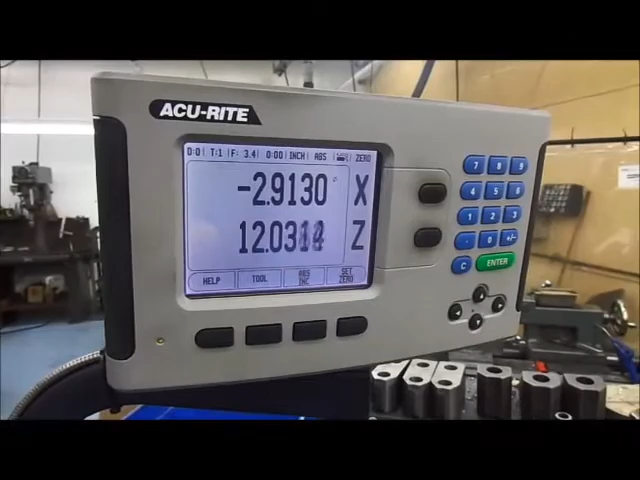 ACU-RITE
D:0 T:1 F: 3.4 0:00 INCH ABS ZERO
-2.9130 X
Z
HELP TOOL ABS INC SET ZERO
7 8 9
4 5 6
1 2 3
. 0 +/-
C ENTER